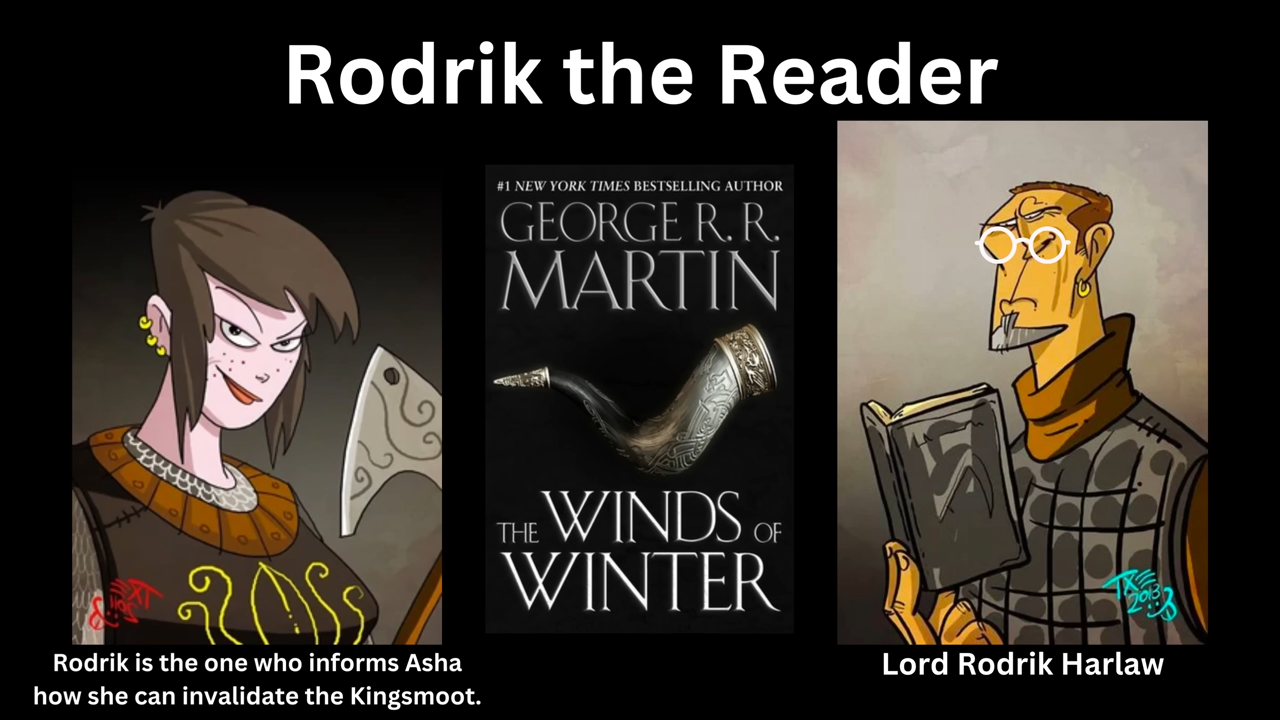 Rodrik the Reader
#1 NEW YORK TIMES BESTSELLING AUTHOR
GEORGE R. R.
MARTIN
THE WINDS OF
WINTER
Rodrik is the one who informs Asha
how she can invalidate the Kingsmoot.
Lord Rodrik Harlaw